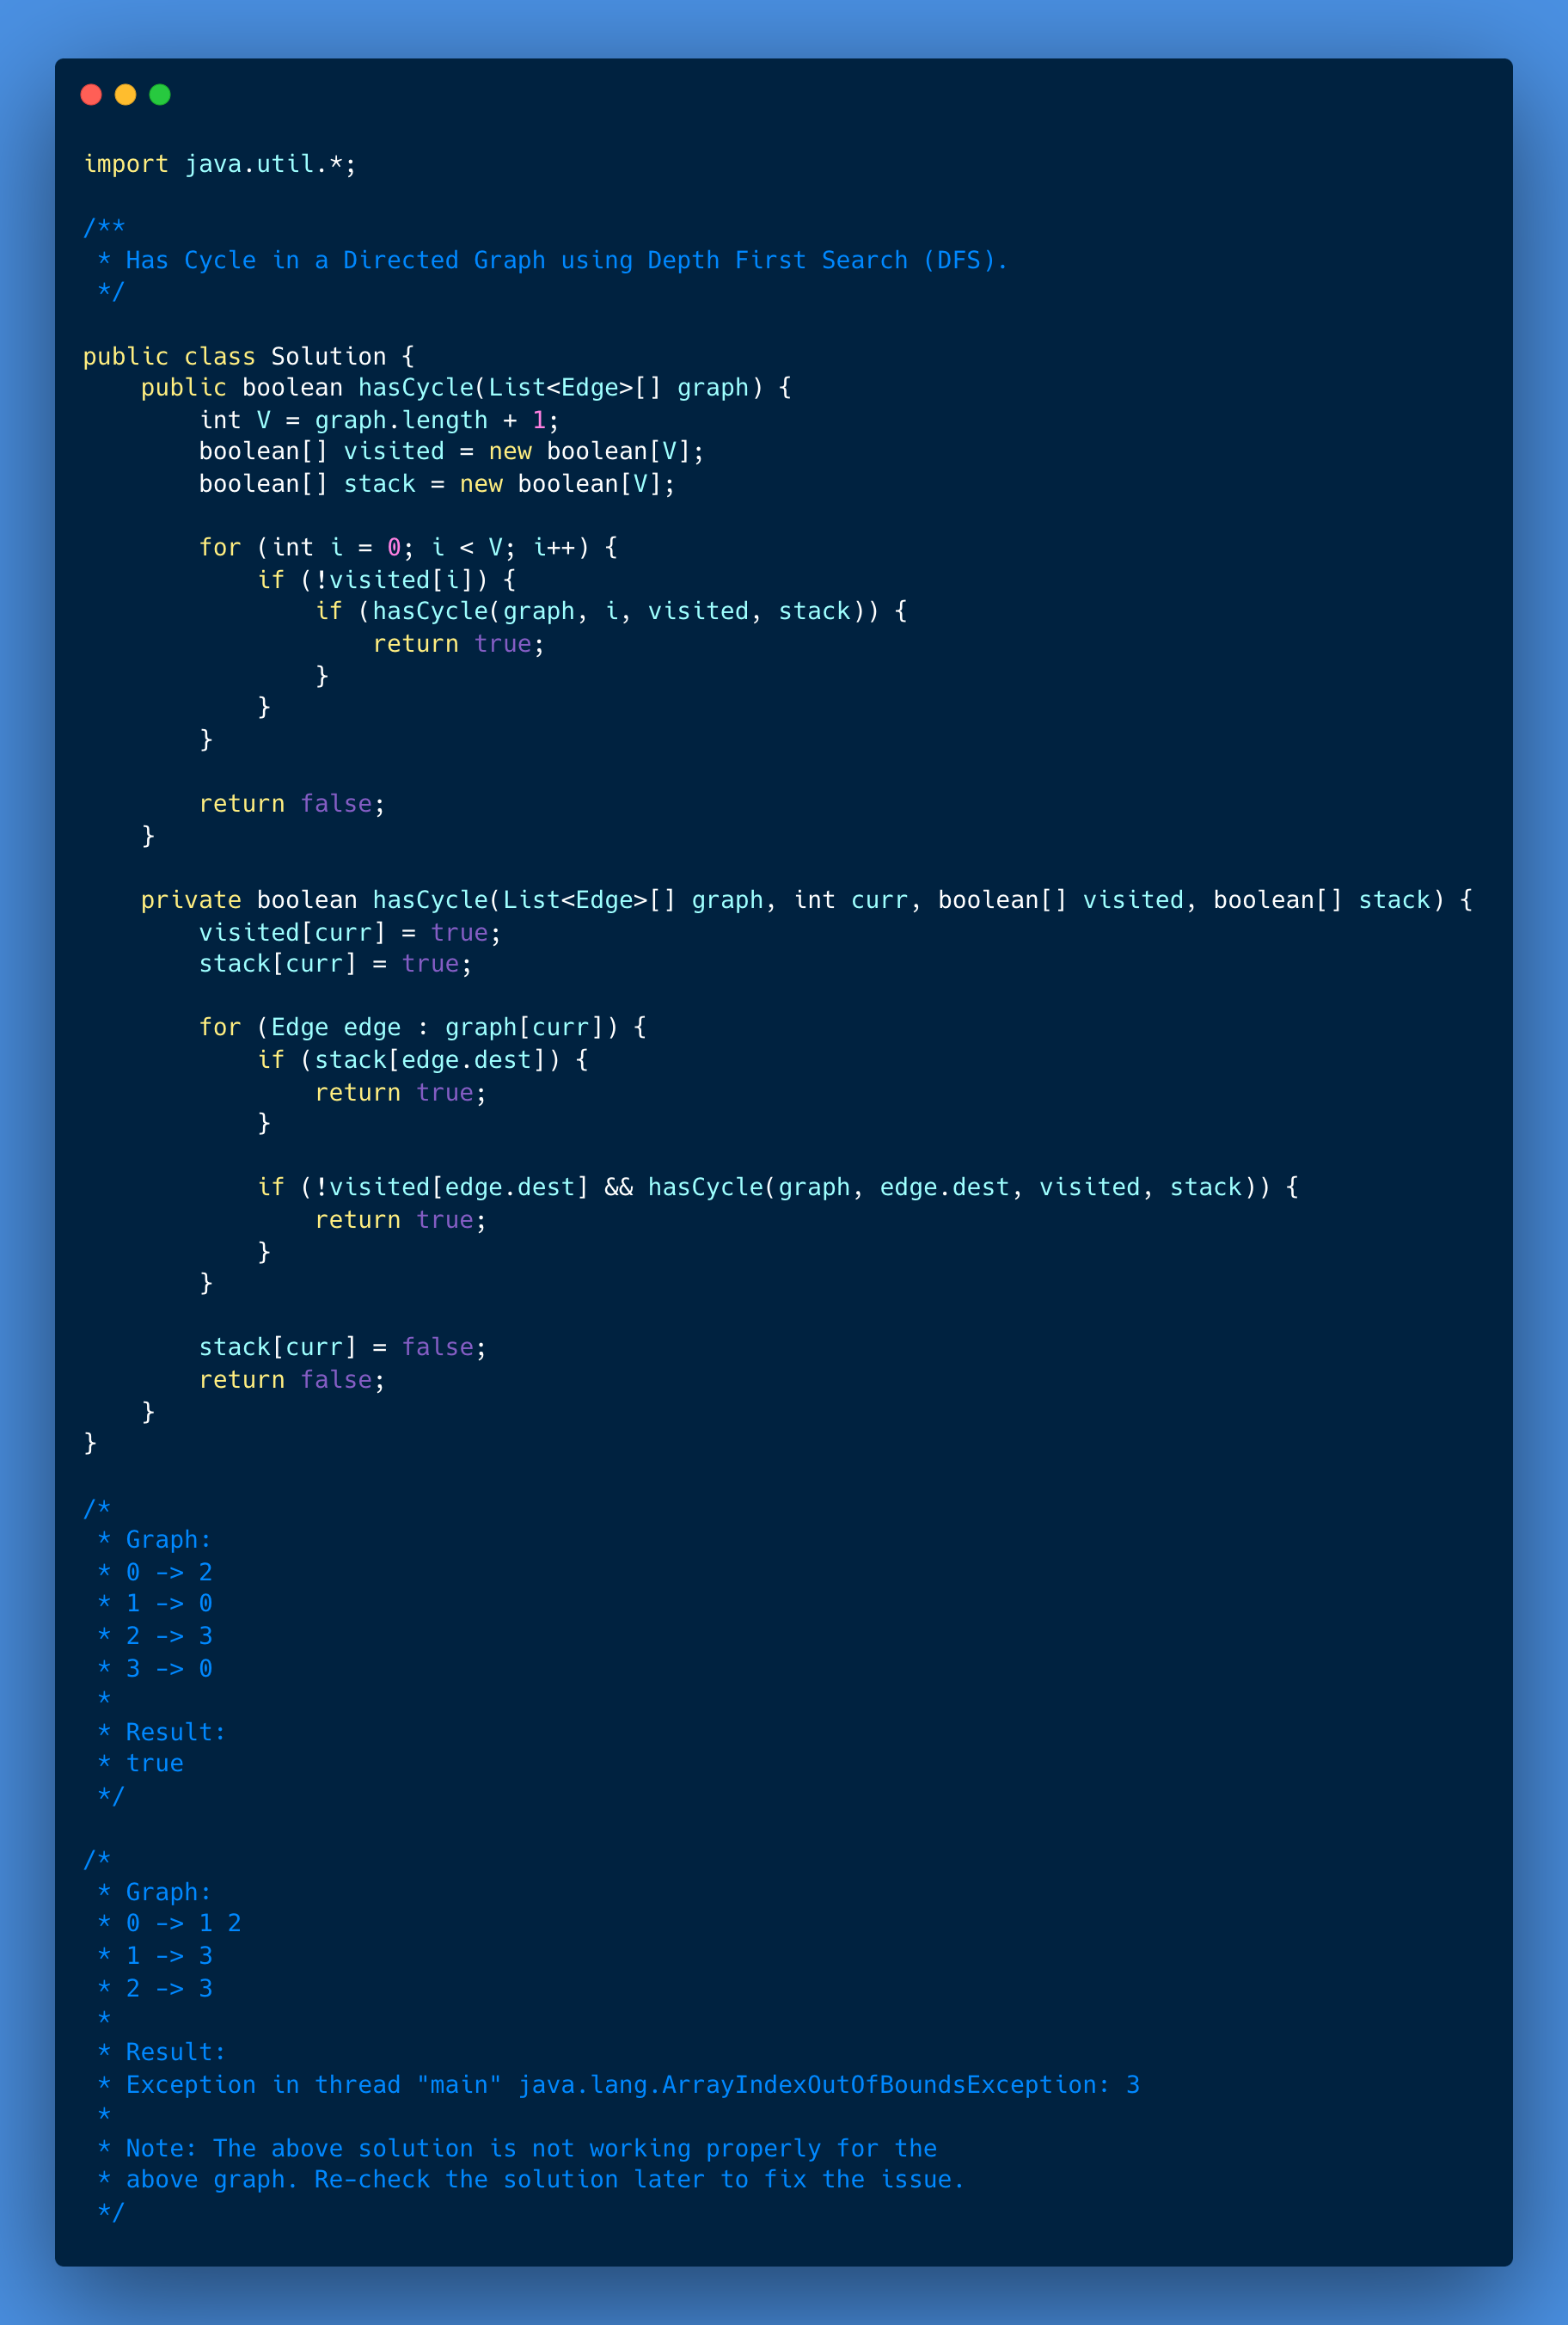 import java.util.*;

/**
 * Has Cycle in a Directed Graph using Depth First Search (DFS).
 */

public class Solution {
    public boolean hasCycle(List<Edge>[] graph) {
        int V = graph.length + 1;
        boolean[] visited = new boolean[V];
        boolean[] stack = new boolean[V];

        for (int i = 0; i < V; i++) {
            if (!visited[i]) {
                if (hasCycle(graph, i, visited, stack)) {
                    return true;
                }
            }
        }

        return false;
    }

    private boolean hasCycle(List<Edge>[] graph, int curr, boolean[] visited, boolean[] stack) {
        visited[curr] = true;
        stack[curr] = true;

        for (Edge edge : graph[curr]) {
            if (stack[edge.dest]) {
                return true;
            }

            if (!visited[edge.dest] && hasCycle(graph, edge.dest, visited, stack)) {
                return true;
            }
        }

        stack[curr] = false;
        return false;
    }
}

/*
 * Graph:
 * 0 -> 2
 * 1 -> 0
 * 2 -> 3
 * 3 -> 0
 *
 * Result:
 * true
 */

/*
 * Graph:
 * 0 -> 1 2
 * 1 -> 3
 * 2 -> 3
 *
 * Result:
 * Exception in thread "main" java.lang.ArrayIndexOutOfBoundsException: 3
 *
 * Note: The above solution is not working properly for the
 * above graph. Re-check the solution later to fix the issue.
 */